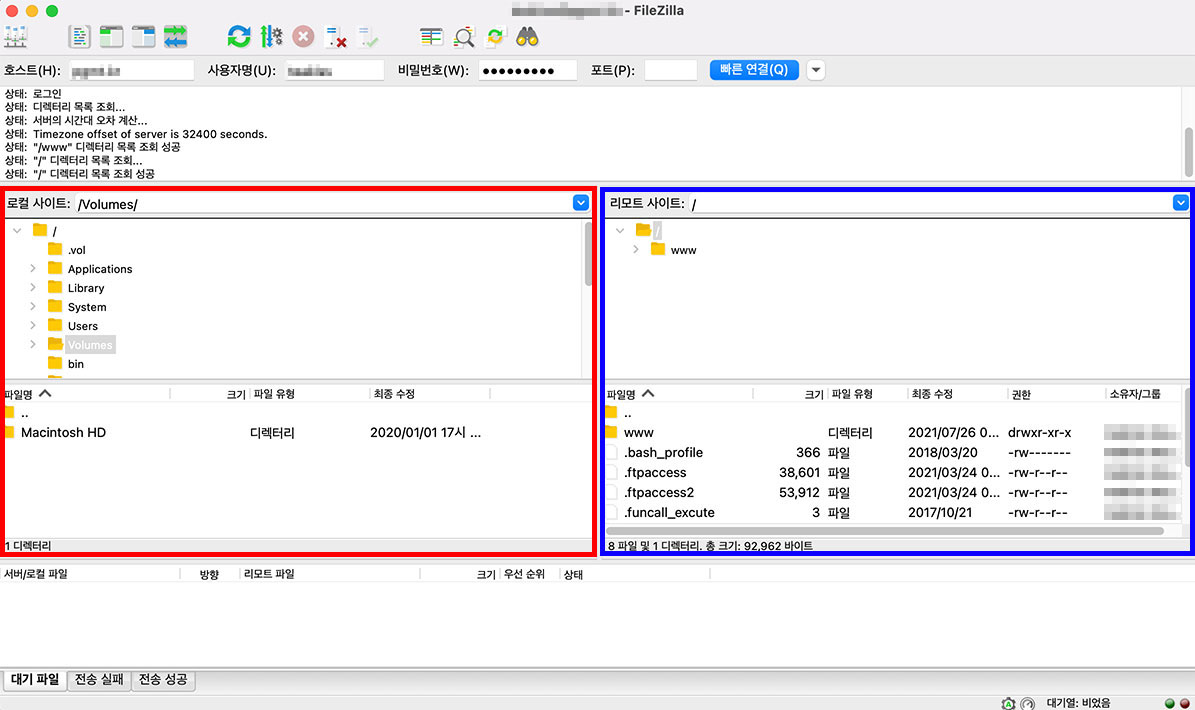 - FileZilla
호스트(H): 사용자명(U): 비밀번호(W): ●●●●●●●●● 포트(P): 빠른 연결(Q)
상태: 로그인
상태: 디렉터리 목록 조회...
상태: 서버의 시간대 오차 계산...
상태: Timezone offset of server is 32400 seconds.
상태: "/www" 디렉터리 목록 조회 성공
상태: "/" 디렉터리 목록 조회...
상태: "/" 디렉터리 목록 조회 성공
로컬 사이트: /Volumes/
/
.vol
Applications
Library
System
Users
Volumes
bin
파일명 크기 파일 유형 최종 수정
..
Macintosh HD 디렉터리 2020/01/01 17시 ...
1 디렉터리
리모트 사이트: /
/
www
파일명 크기 파일 유형 최종 수정 권한 소유자/그룹
..
www 디렉터리 2021/07/26 0... drwxr-xr-x
.bash_profile 366 파일 2018/03/20 -rw-------
.ftpaccess 38,601 파일 2021/03/24 0... -rw-r--r--
.ftpaccess2 53,912 파일 2021/03/24 0... -rw-r--r--
.funcall_excute 3 파일 2017/10/21 -rw-r--r--
8 파일 및 1 디렉터리. 총 크기: 92,962 바이트
서버/로컬 파일 방향 리모트 파일 크기 우선 순위 상태
대기 파일 전송 실패 전송 성공
대기열: 비었음